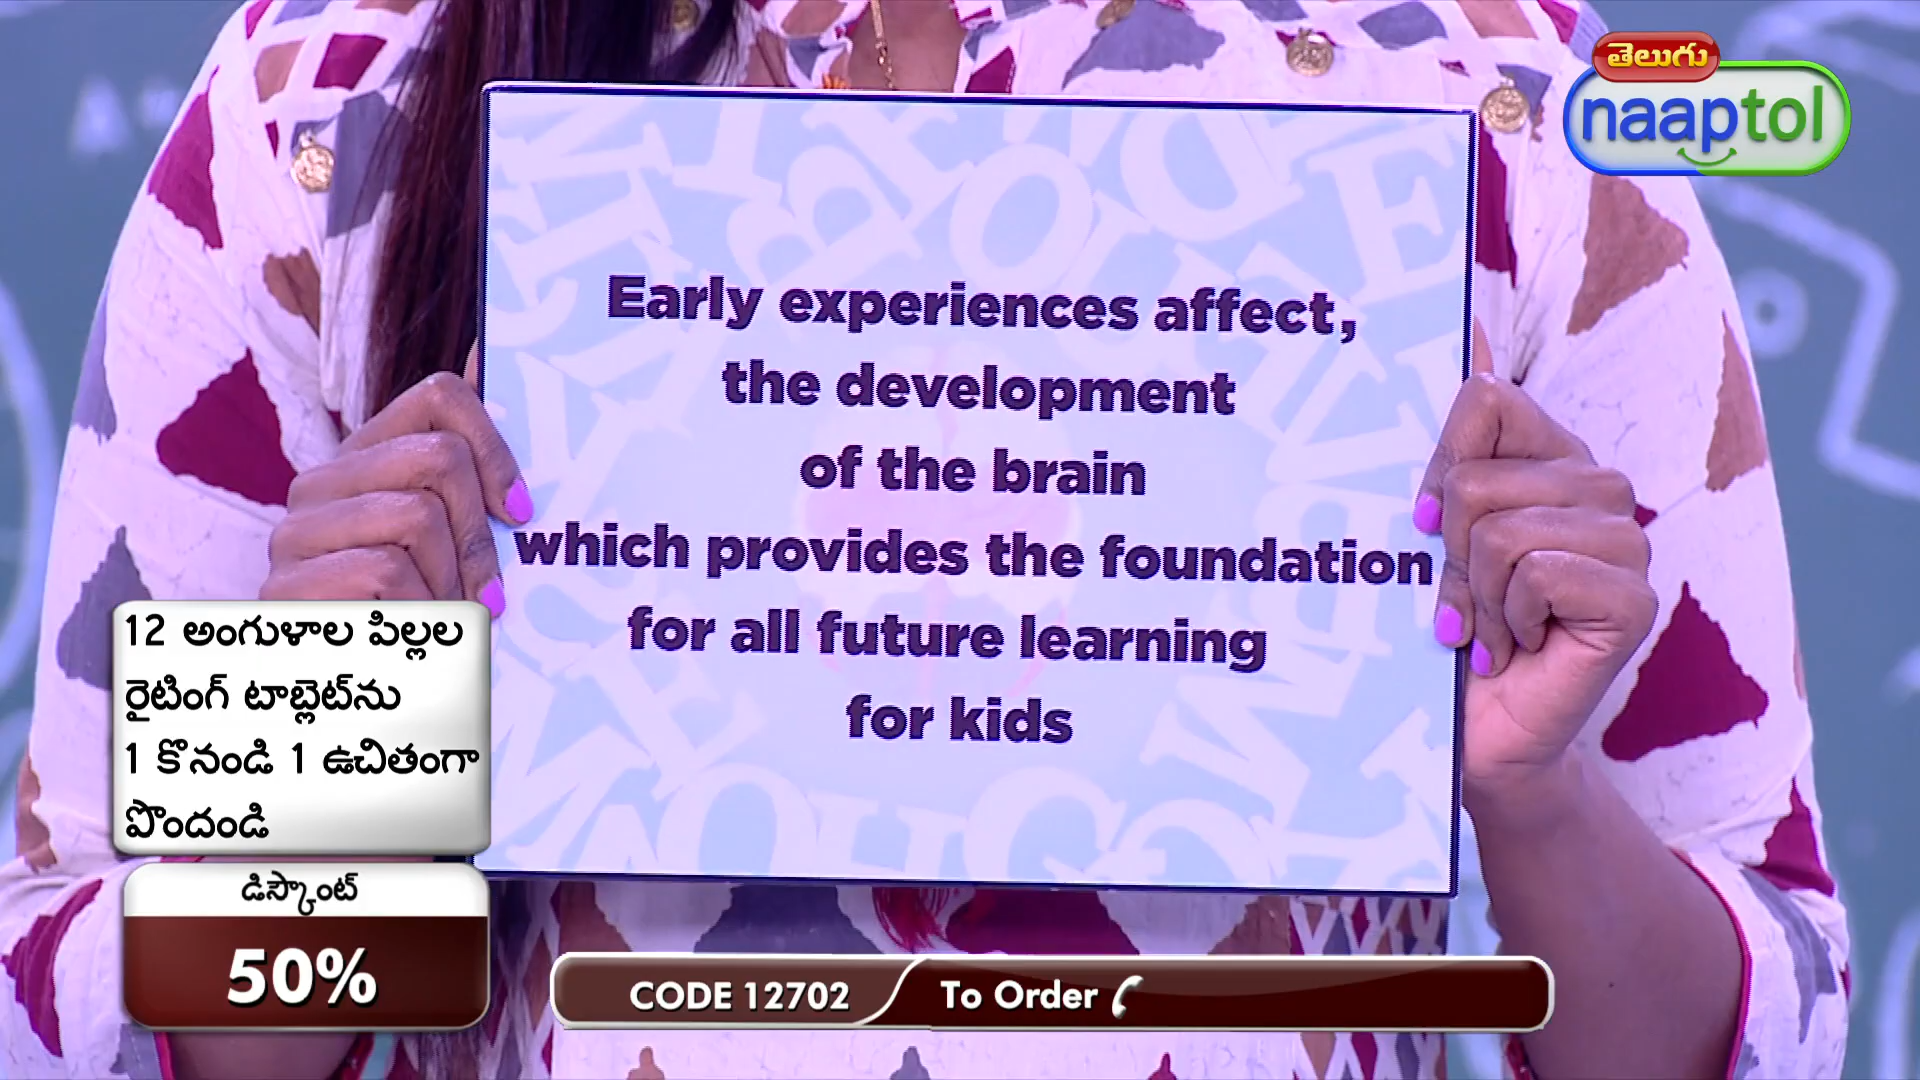 తెలుగు
naaptol
Early experiences affect,
the development
of the brain
which provides the foundation
for all future learning
for kids
12 అంగుళాల పిల్లల
రైటింగ్ టాబ్లెట్‌ను
1 కొనండి 1 ఉచితంగా
పొందండి
డిస్కౌంట్
50%
CODE 12702
To Order